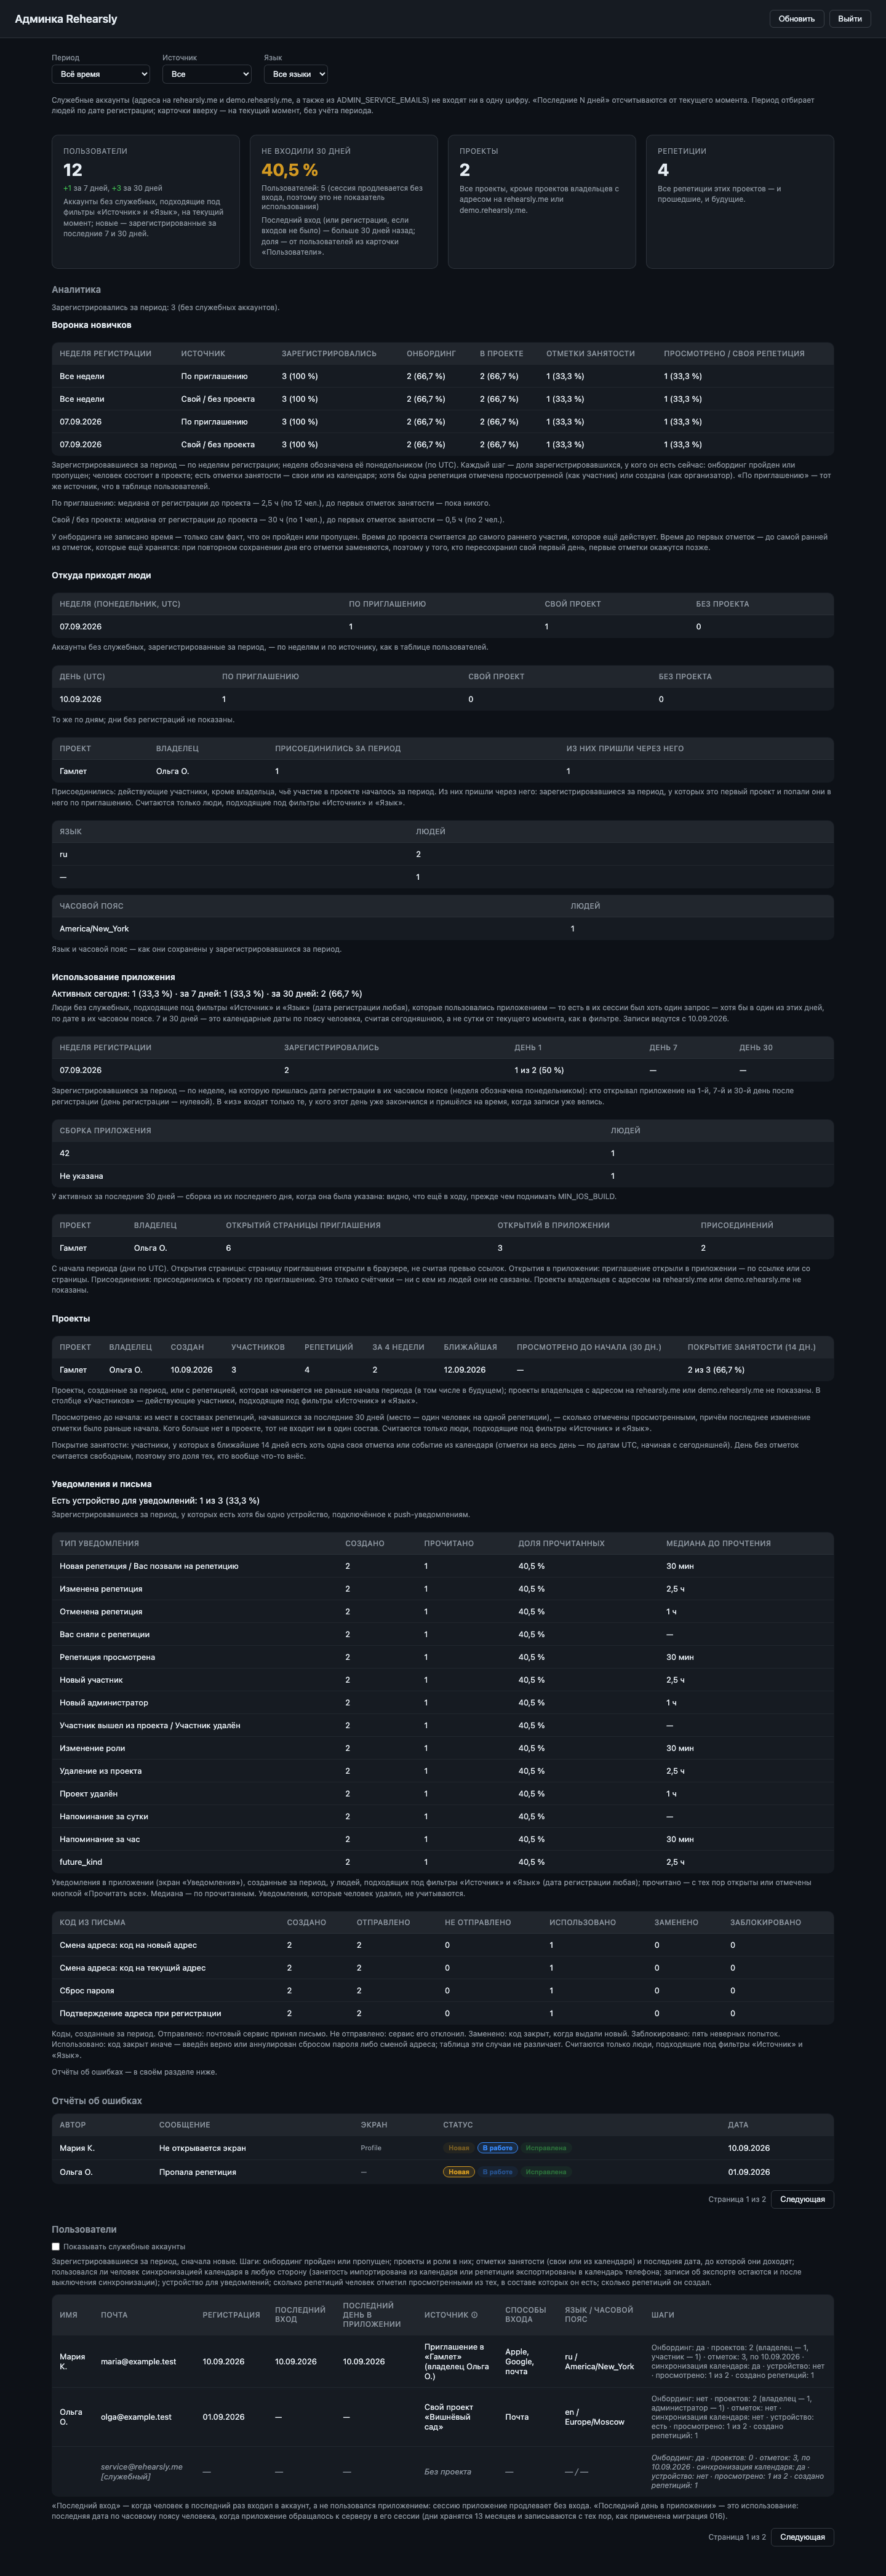 Админка Rehearsly
Обновить
Выйти
Период
Источник
Язык
Всё время
Все
Все языки
Служебные аккаунты (адреса на rehearsly.me и demo.rehearsly.me, а также из ADMIN_SERVICE_EMAILS) не входят ни в одну цифру. «Последние N дней» отсчитываются от текущего момента. Период отбирает
людей по дате регистрации; карточки вверху — на текущий момент, без учёта периода.
ПОЛЬЗОВАТЕЛИ
12
+1 за 7 дней, +3 за 30 дней
Аккаунты без служебных, подходящие под
фильтры «Источник» и «Язык», на текущий
момент; новые — зарегистрированные за
последние 7 и 30 дней.
НЕ ВХОДИЛИ 30 ДНЕЙ
40,5 %
Пользователей: 5 (сессия продлевается без
входа, поэтому это не показатель
использования)
Последний вход (или регистрация, если
входов не было) — больше 30 дней назад;
доля — от пользователей из карточки
«Пользователи».
ПРОЕКТЫ
2
Все проекты, кроме проектов владельцев с
адресом на rehearsly.me или
demo.rehearsly.me.
РЕПЕТИЦИИ
4
Все репетиции этих проектов — и
прошедшие, и будущие.
Аналитика
Зарегистрировались за период: 3 (без служебных аккаунтов).
Воронка новичков
НЕДЕЛЯ РЕГИСТРАЦИИ ИСТОЧНИК ЗАРЕГИСТРИРОВАЛИСЬ ОНБОРДИНГ В ПРОЕКТЕ ОТМЕТКИ ЗАНЯТОСТИ ПРОСМОТРЕНО / СВОЯ РЕПЕТИЦИЯ
Все недели По приглашению 3 (100 %) 2 (66,7 %) 2 (66,7 %) 1 (33,3 %) 1 (33,3 %)
Все недели Свой / без проекта 3 (100 %) 2 (66,7 %) 2 (66,7 %) 1 (33,3 %) 1 (33,3 %)
07.09.2026 По приглашению 3 (100 %) 2 (66,7 %) 2 (66,7 %) 1 (33,3 %) 1 (33,3 %)
07.09.2026 Свой / без проекта 3 (100 %) 2 (66,7 %) 2 (66,7 %) 1 (33,3 %) 1 (33,3 %)
Зарегистрировавшиеся за период — по неделям регистрации; неделя обозначена её понедельником (по UTC). Каждый шаг — доля зарегистрировавшихся, у кого он есть сейчас: онбординг пройден или
пропущен; человек состоит в проекте; есть отметки занятости — свои или из календаря; хотя бы одна репетиция отмечена просмотренной (как участник) или создана (как организатор). «По приглашению» — тот
же источник, что в таблице пользователей.
По приглашению: медиана от регистрации до проекта — 2,5 ч (по 12 чел.), до первых отметок занятости — пока никого.
Свой / без проекта: медиана от регистрации до проекта — 30 ч (по 1 чел.), до первых отметок занятости — 0,5 ч (по 2 чел.).
У онбординга не записано время — только сам факт, что он пройден или пропущен. Время до проекта считается до самого раннего участия, которое ещё действует. Время до первых отметок — до самой ранней
из отметок, которые ещё хранятся: при повторном сохранении дня его отметки заменяются, поэтому у того, кто пересохранил свой первый день, первые отметки окажутся позже.
Откуда приходят люди
НЕДЕЛЯ (ПОНЕДЕЛЬНИК, UTC) ПО ПРИГЛАШЕНИЮ СВОЙ ПРОЕКТ БЕЗ ПРОЕКТА
07.09.2026 1 1 0
Аккаунты без служебных, зарегистрированные за период, — по неделям и по источнику, как в таблице пользователей.
ДЕНЬ (UTC) ПО ПРИГЛАШЕНИЮ СВОЙ ПРОЕКТ БЕЗ ПРОЕКТА
10.09.2026 1 0 0
То же по дням; дни без регистраций не показаны.
ПРОЕКТ ВЛАДЕЛЕЦ ПРИСОЕДИНИЛИСЬ ЗА ПЕРИОД ИЗ НИХ ПРИШЛИ ЧЕРЕЗ НЕГО
Гамлет Ольга О. 1 1
Присоединились: действующие участники, кроме владельца, чьё участие в проекте началось за период. Из них пришли через него: зарегистрировавшиеся за период, у которых это первый проект и попали они в
него по приглашению. Считаются только люди, подходящие под фильтры «Источник» и «Язык».
ЯЗЫК ЛЮДЕЙ
ru 2
— 1
ЧАСОВОЙ ПОЯС ЛЮДЕЙ
America/New_York 1
Язык и часовой пояс — как они сохранены у зарегистрировавшихся за период.
Использование приложения
Активных сегодня: 1 (33,3 %) · за 7 дней: 1 (33,3 %) · за 30 дней: 2 (66,7 %)
Люди без служебных, подходящие под фильтры «Источник» и «Язык» (дата регистрации любая), которые пользовались приложением — то есть в их сессии был хоть один запрос — хотя бы в один из этих дней,
по дате в их часовом поясе. 7 и 30 дней — это календарные даты по поясу человека, считая сегодняшнюю, а не сутки от текущего момента, как в фильтре. Записи ведутся с 10.09.2026.
НЕДЕЛЯ РЕГИСТРАЦИИ ЗАРЕГИСТРИРОВАЛИСЬ ДЕНЬ 1 ДЕНЬ 7 ДЕНЬ 30
07.09.2026 2 1 из 2 (50 %) — —
Зарегистрировавшиеся за период — по неделе, на которую пришлась дата регистрации в их часовом поясе (неделя обозначена понедельником): кто открывал приложение на 1-й, 7-й и 30-й день после
регистрации (день регистрации — нулевой). В «из» входят только те, у кого этот день уже закончился и пришёлся на время, когда записи уже велись.
СБОРКА ПРИЛОЖЕНИЯ ЛЮДЕЙ
42 1
Не указана 1
У активных за последние 30 дней — сборка из их последнего дня, когда она была указана: видно, что ещё в ходу, прежде чем поднимать MIN_IOS_BUILD.
ПРОЕКТ ВЛАДЕЛЕЦ ОТКРЫТИЙ СТРАНИЦЫ ПРИГЛАШЕНИЯ ОТКРЫТИЙ В ПРИЛОЖЕНИИ ПРИСОЕДИНЕНИЙ
Гамлет Ольга О. 6 3 2
С начала периода (дни по UTC). Открытия страницы: страницу приглашения открыли в браузере, не считая превью ссылок. Открытия в приложении: приглашение открыли в приложении — по ссылке или со
страницы. Присоединения: присоединились к проекту по приглашению. Это только счётчики — ни с кем из людей они не связаны. Проекты владельцев с адресом на rehearsly.me или demo.rehearsly.me не
показаны.
Проекты
ПРОЕКТ ВЛАДЕЛЕЦ СОЗДАН УЧАСТНИКОВ РЕПЕТИЦИЙ ЗА 4 НЕДЕЛИ БЛИЖАЙШАЯ ПРОСМОТРЕНО ДО НАЧАЛА (30 ДН.) ПОКРЫТИЕ ЗАНЯТОСТИ (14 ДН.)
Гамлет Ольга О. 10.09.2026 3 4 2 12.09.2026 — 2 из 3 (66,7 %)
Проекты, созданные за период, или с репетицией, которая начинается не раньше начала периода (в том числе в будущем); проекты владельцев с адресом на rehearsly.me или demo.rehearsly.me не показаны. В
столбце «Участников» — действующие участники, подходящие под фильтры «Источник» и «Язык».
Просмотрено до начала: из мест в составах репетиций, начавшихся за последние 30 дней (место — один человек на одной репетиции), — сколько отмечены просмотренными, причём последнее изменение
отметки было раньше начала. Кого больше нет в проекте, тот не входит ни в один состав. Считаются только люди, подходящие под фильтры «Источник» и «Язык».
Покрытие занятости: участники, у которых в ближайшие 14 дней есть хоть одна своя отметка или событие из календаря (отметки на весь день — по датам UTC, начиная с сегодняшней). День без отметок
считается свободным, поэтому это доля тех, кто вообще что-то внёс.
Уведомления и письма
Есть устройство для уведомлений: 1 из 3 (33,3 %)
Зарегистрировавшиеся за период, у которых есть хотя бы одно устройство, подключённое к push-уведомлениям.
ТИП УВЕДОМЛЕНИЯ СОЗДАНО ПРОЧИТАНО ДОЛЯ ПРОЧИТАННЫХ МЕДИАНА ДО ПРОЧТЕНИЯ
Новая репетиция / Вас позвали на репетицию 2 1 40,5 % 30 мин
Изменена репетиция 2 1 40,5 % 2,5 ч
Отменена репетиция 2 1 40,5 % 1 ч
Вас сняли с репетиции 2 1 40,5 % —
Репетиция просмотрена 2 1 40,5 % 30 мин
Новый участник 2 1 40,5 % 2,5 ч
Новый администратор 2 1 40,5 % 1 ч
Участник вышел из проекта / Участник удалён 2 1 40,5 % —
Изменение роли 2 1 40,5 % 30 мин
Удаление из проекта 2 1 40,5 % 2,5 ч
Проект удалён 2 1 40,5 % 1 ч
Напоминание за сутки 2 1 40,5 % —
Напоминание за час 2 1 40,5 % 30 мин
future_kind 2 1 40,5 % 2,5 ч
Уведомления в приложении (экран «Уведомления»), созданные за период, у людей, подходящих под фильтры «Источник» и «Язык» (дата регистрации любая); прочитано — с тех пор открыты или отмечены
кнопкой «Прочитать все». Медиана — по прочитанным. Уведомления, которые человек удалил, не учитываются.
КОД ИЗ ПИСЬМА СОЗДАНО ОТПРАВЛЕНО НЕ ОТПРАВЛЕНО ИСПОЛЬЗОВАНО ЗАМЕНЕНО ЗАБЛОКИРОВАНО
Смена адреса: код на новый адрес 2 2 0 1 0 0
Смена адреса: код на текущий адрес 2 2 0 1 0 0
Сброс пароля 2 2 0 1 0 0
Подтверждение адреса при регистрации 2 2 0 1 0 0
Коды, созданные за период. Отправлено: почтовый сервис принял письмо. Не отправлено: сервис его отклонил. Заменено: код закрыт, когда выдали новый. Заблокировано: пять неверных попыток.
Использовано: код закрыт иначе — введён верно или аннулирован сбросом пароля либо сменой адреса; таблица эти случаи не различает. Считаются только люди, подходящие под фильтры «Источник» и
«Язык».
Отчёты об ошибках — в своём разделе ниже.
Отчёты об ошибках
АВТОР СООБЩЕНИЕ ЭКРАН СТАТУС ДАТА
Мария К. Не открывается экран Profile Новая В работе Исправлена 10.09.2026
Ольга О. Пропала репетиция — Новая В работе Исправлена 01.09.2026
Страница 1 из 2 Следующая
Пользователи
Показывать служебные аккаунты
Зарегистрировавшиеся за период, сначала новые. Шаги: онбординг пройден или пропущен; проекты и роли в них; отметки занятости (свои или из календаря) и последняя дата, до которой они доходят;
пользовался ли человек синхронизацией календаря в любую сторону (занятость импортирована из календаря или репетиции экспортированы в календарь телефона; записи об экспорте остаются и после
выключения синхронизации); устройство для уведомлений; сколько репетиций человек отметил просмотренными из тех, в составе которых он есть; сколько репетиций он создал.
ИМЯ
ПОЧТА
РЕГИСТРАЦИЯ
ПОСЛЕДНИЙ
ВХОД
ПОСЛЕДНИЙ
ДЕНЬ В
ПРИЛОЖЕНИИ
ИСТОЧНИК ⓘ
СПОСОБЫ
ВХОДА
ЯЗЫК / ЧАСОВОЙ
ПОЯС
ШАГИ
Мария
К.
maria@example.test
10.09.2026
10.09.2026
10.09.2026
Приглашение в
«Гамлет»
(владелец Ольга
О.)
Apple,
Google,
почта
ru /
America/New_York
Онбординг: да · проектов: 2 (владелец — 1,
участник — 1) · отметок: 3, по 10.09.2026 ·
синхронизация календаря: да · устройство: нет
· просмотрено: 1 из 2 · создано репетиций: 1
Ольга
О.
olga@example.test
01.09.2026
—
—
Свой проект
«Вишнёвый
сад»
Почта
en /
Europe/Moscow
Онбординг: нет · проектов: 2 (владелец — 1,
администратор — 1) · отметок: нет ·
синхронизация календаря: нет · устройство:
есть · просмотрено: 1 из 2 · создано
репетиций: 1
service@rehearsly.me
[служебный]
—
—
—
Без проекта
—
— / —
Онбординг: да · проектов: 0 · отметок: 3, по
10.09.2026 · синхронизация календаря: да ·
устройство: нет · просмотрено: 1 из 2 · создано
репетиций: 1
«Последний вход» — когда человек в последний раз входил в аккаунт, а не пользовался приложением: сессию приложение продлевает без входа. «Последний день в приложении» — это использование:
последняя дата по часовому поясу человека, когда приложение обращалось к серверу в его сессии (дни хранятся 13 месяцев и записываются с тех пор, как применена миграция 016).
Страница 1 из 2 Следующая